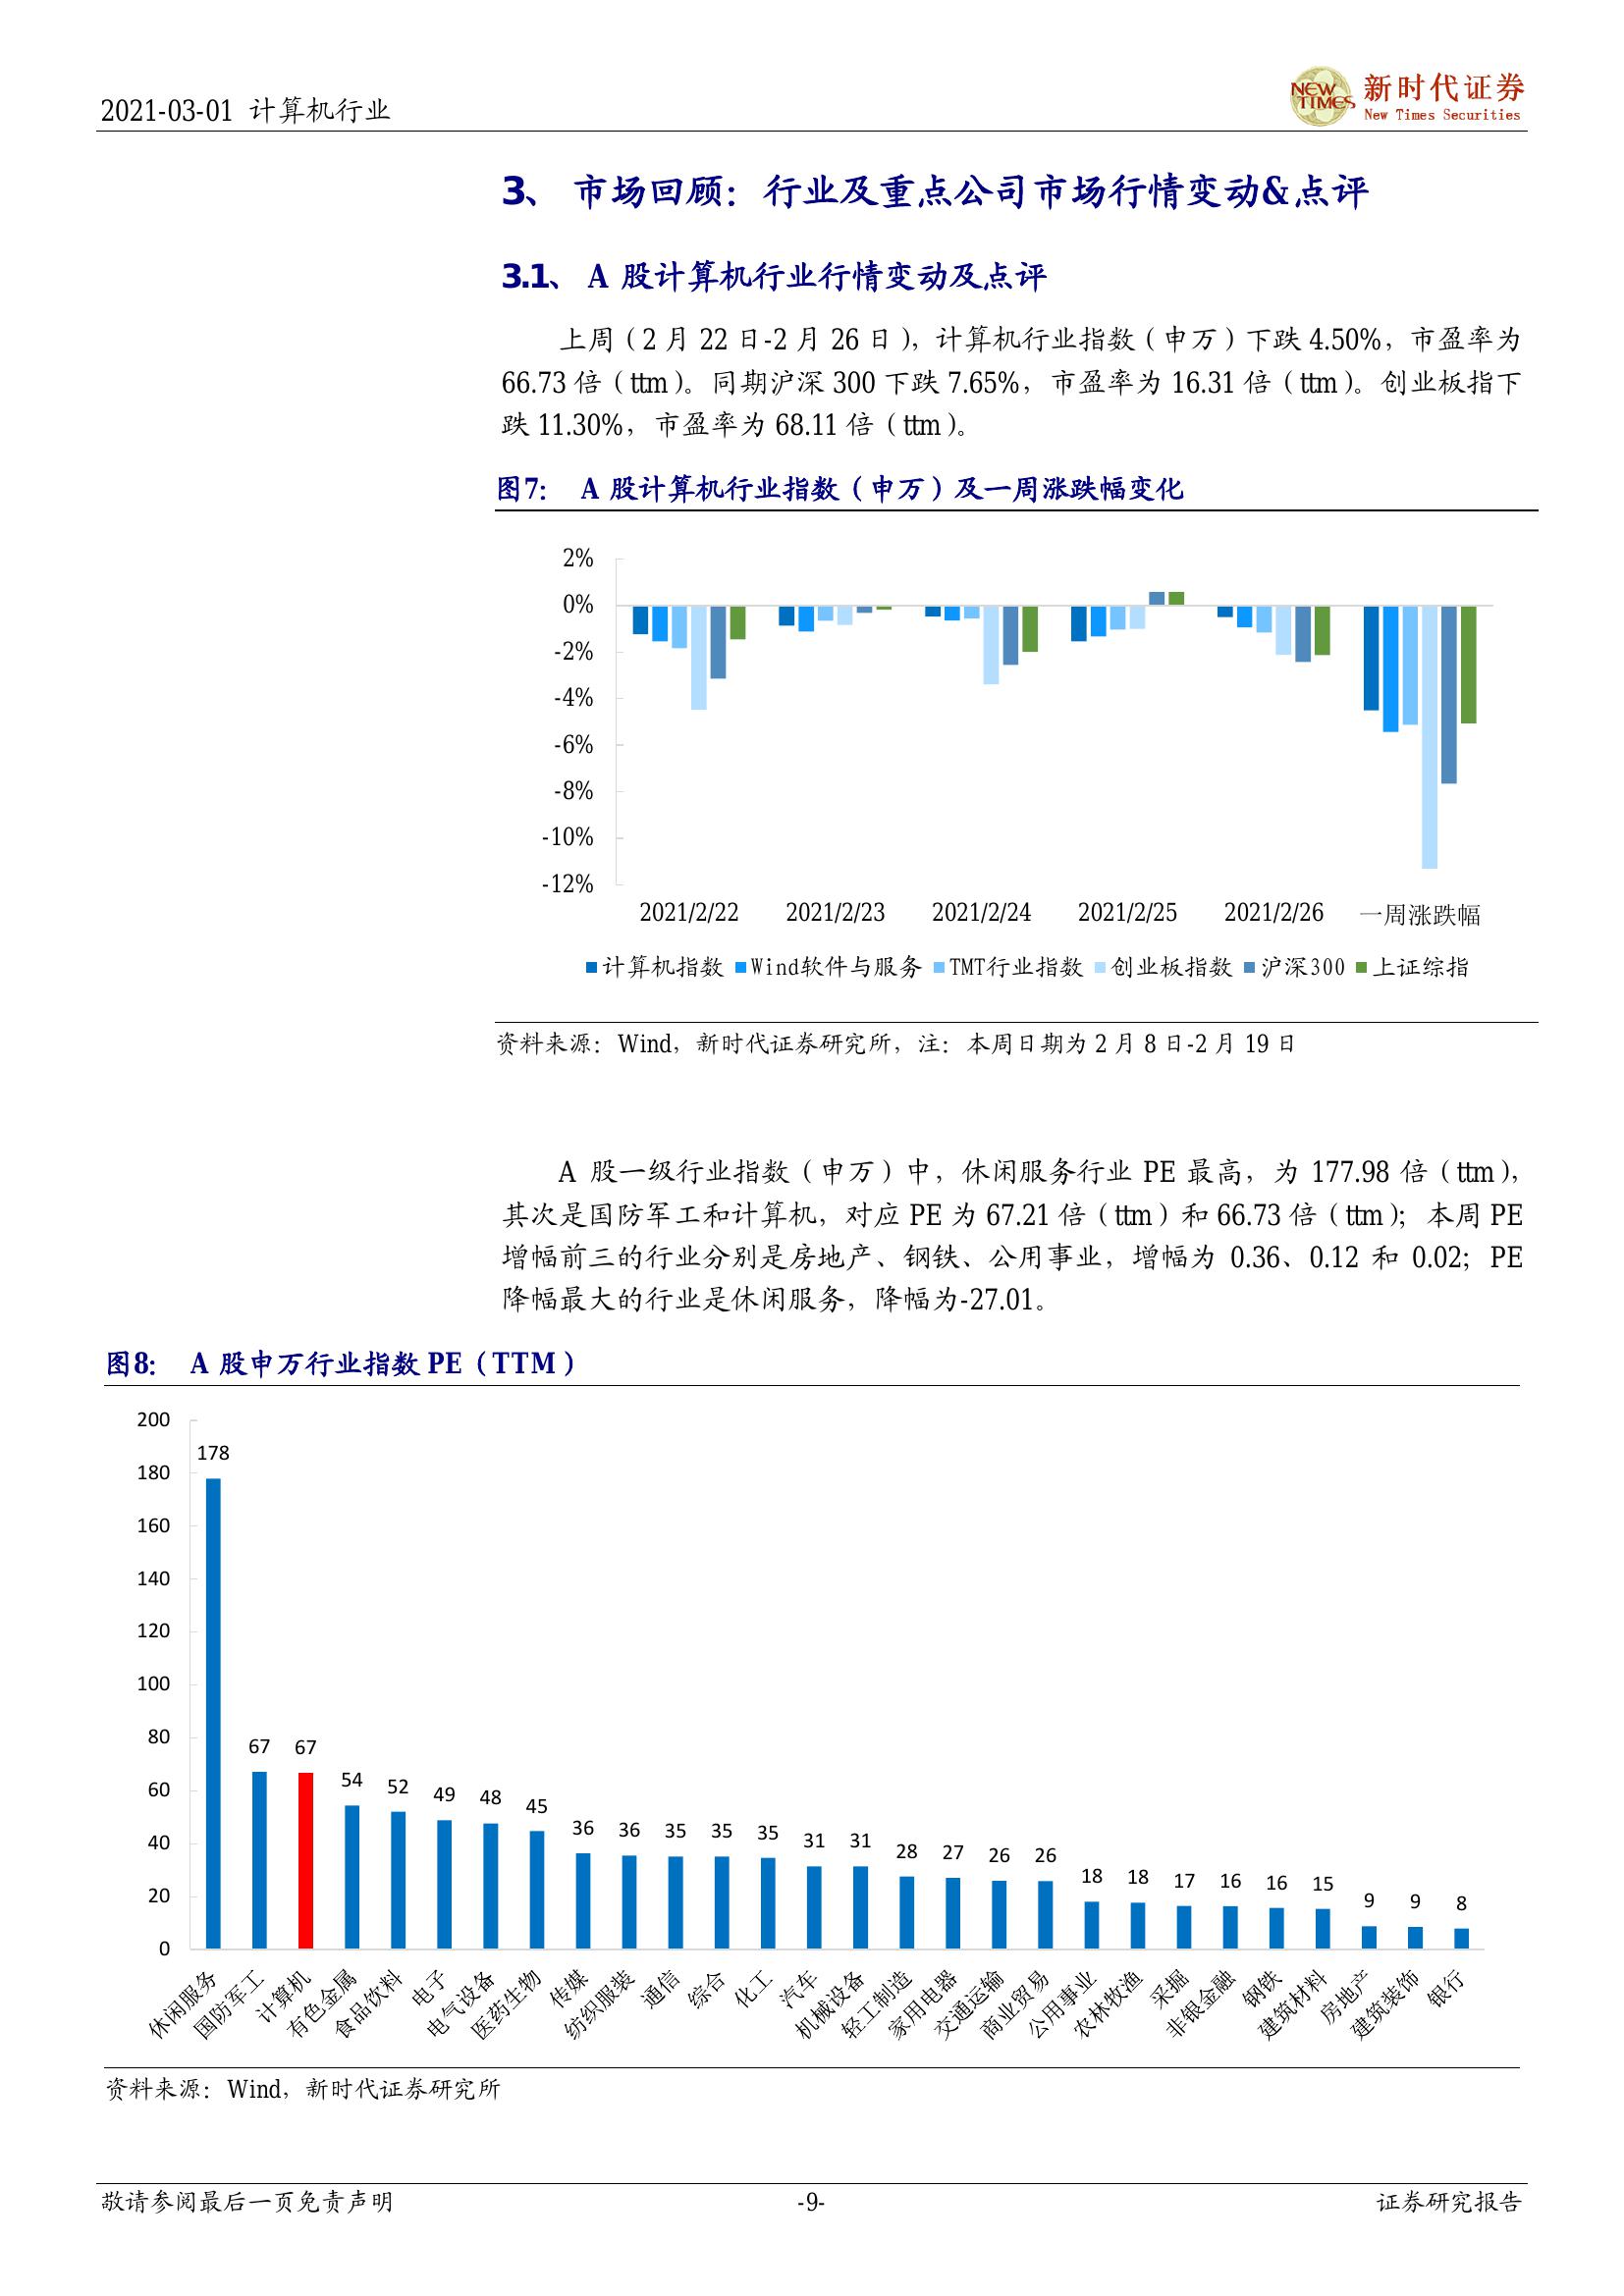 2021-03-01 计算机行业
NEW TIMES
新时代证券
New Times Securities
3、 市场回顾：行业及重点公司市场行情变动&点评
3.1、 A 股计算机行业行情变动及点评
上周（2 月 22 日-2 月 26 日），计算机行业指数（申万）下跌 4.50%，市盈率为
66.73 倍（ttm）。同期沪深 300 下跌 7.65%，市盈率为 16.31 倍（ttm）。创业板指下
跌 11.30%，市盈率为 68.11 倍（ttm）。
图7： A 股计算机行业指数（申万）及一周涨跌幅变化
2%
0%
-2%
-4%
-6%
-8%
-10%
-12%
2021/2/22 2021/2/23 2021/2/24 2021/2/25 2021/2/26 一周涨跌幅
计算机指数 Wind软件与服务 TMT行业指数 创业板指数 沪深300 上证综指
资料来源：Wind，新时代证券研究所，注：本周日期为 2 月 8 日-2 月 19 日
A 股一级行业指数（申万）中，休闲服务行业 PE 最高，为 177.98 倍（ttm），
其次是国防军工和计算机，对应 PE 为 67.21 倍（ttm）和 66.73 倍（ttm）；本周 PE
增幅前三的行业分别是房地产、钢铁、公用事业，增幅为 0.36、0.12 和 0.02；PE
降幅最大的行业是休闲服务，降幅为-27.01。
图8： A 股申万行业指数 PE（TTM）
200
180
160
140
120
100
80
60
40
20
0
178 67 67 54 52 49 48 45 36 36 35 35 35 31 31 28 27 26 26 18 18 17 16 16 15 9 9 8
休闲服务 国防军工 计算机 有色金属 食品饮料 电子 电气设备 医药生物 传媒 纺织服装 通信 综合 化工 汽车 机械设备 轻工制造 家用电器 交通运输 商业贸易 公用事业 农林牧渔 采掘 非银金融 钢铁 建筑材料 房地产 建筑装饰 银行
资料来源：Wind，新时代证券研究所
敬请参阅最后一页免责声明 -9- 证券研究报告